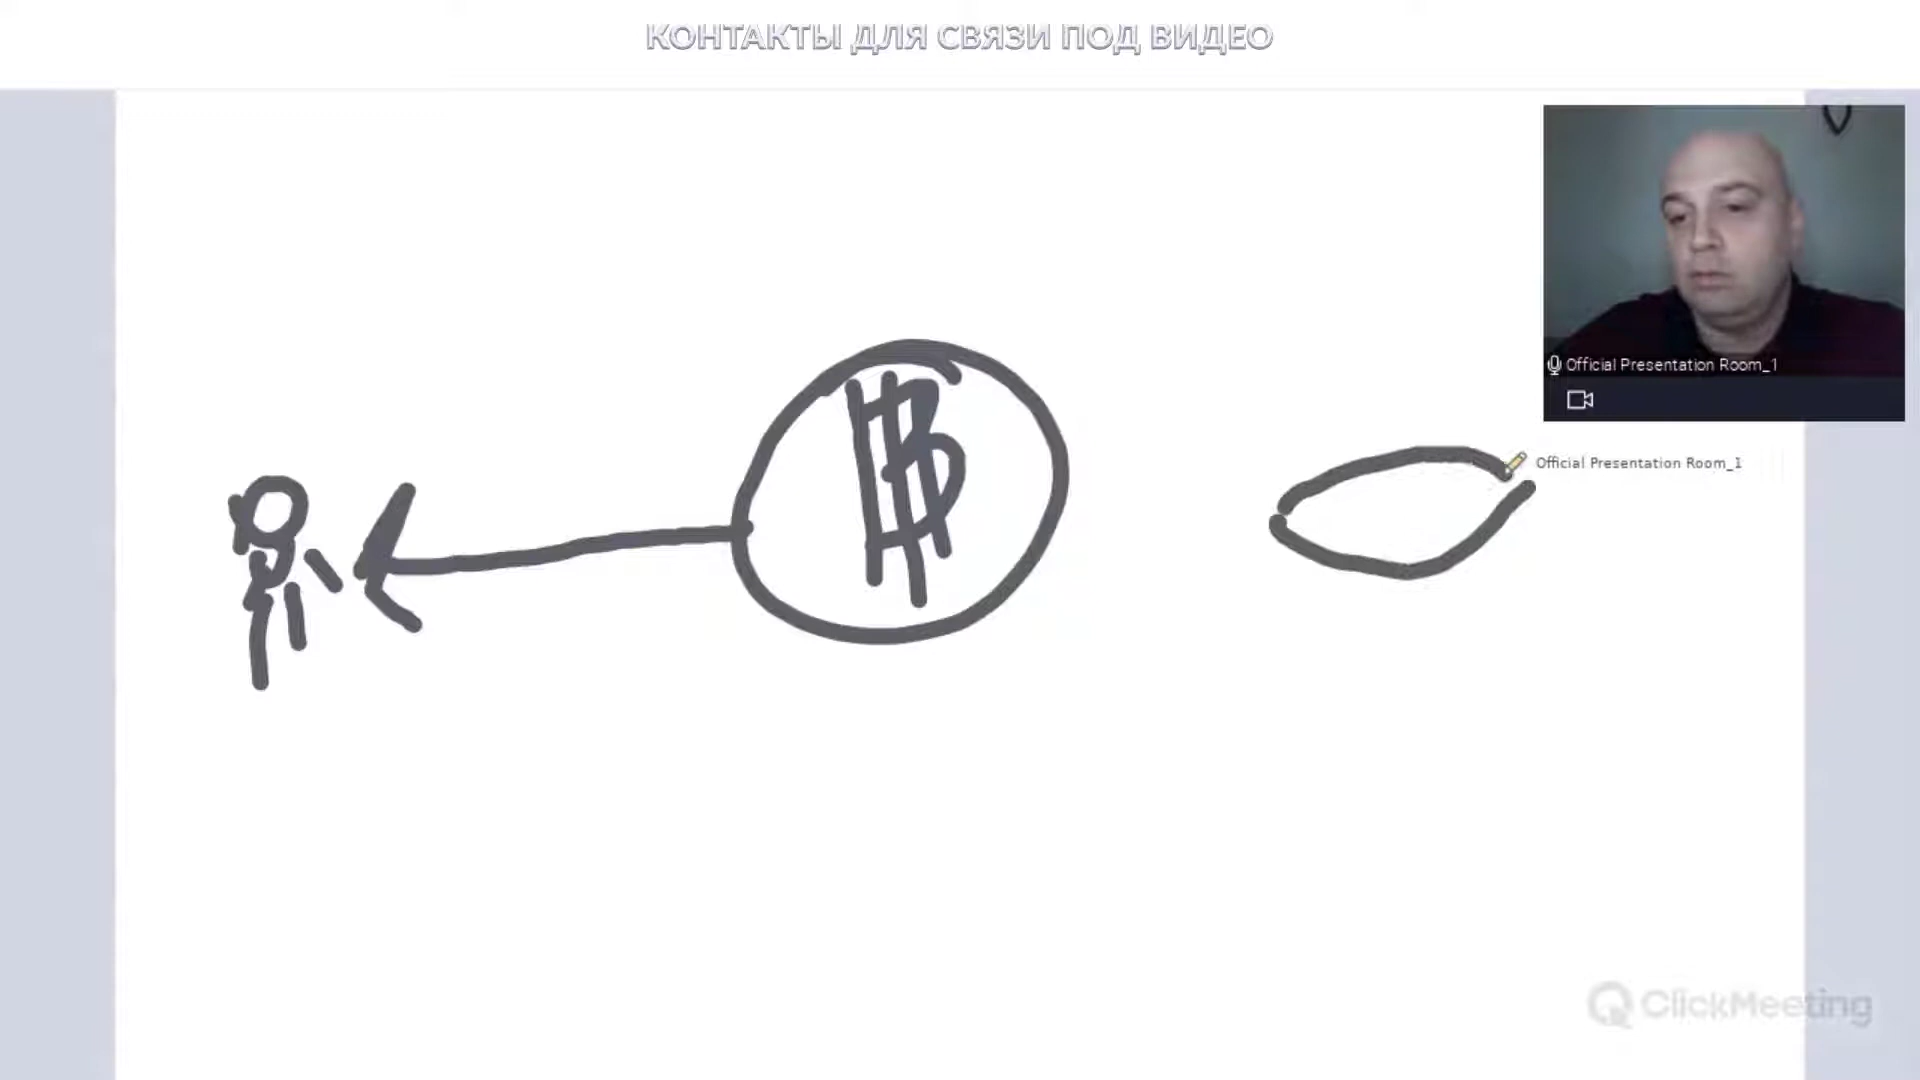 КОНТАКТЫ ДЛЯ СВЯЗИ ПОД ВИДЕО
Official Presentation Room_1
Official Presentation Room_1
ClickMeeting